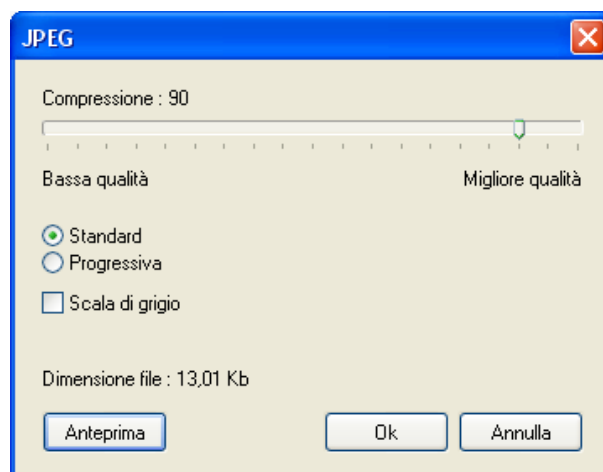 JPEG
Compressione : 90
Bassa qualità Migliore qualità
Standard
Progressiva
Scala di grigio
Dimensione file : 13,01 Kb
Anteprima Ok Annulla